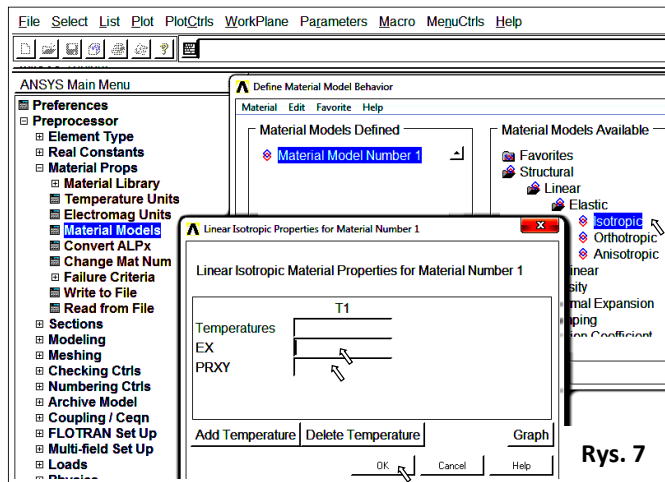 File Select List Plot PlotCtrls WorkPlane Parameters Macro MenuCtrls Help
ANSYS Main Menu
Preferences
Preprocessor
Element Type
Real Constants
Material Props
Material Library
Temperature Units
Electromag Units
Material Models
Convert ALPx
Change Mat Num
Failure Criteria
Write to File
Read from File
Sections
Modeling
Meshing
Checking Ctrls
Numbering Ctrls
Archive Model
Coupling / Ceqn
FLOTRAN Set Up
Multi-field Set Up
Loads
Define Material Model Behavior
Material Edit Favorite Help
Material Models Defined
Material Model Number 1
Material Models Available
Favorites
Structural
Linear
Elastic
Isotropic
Orthotropic
Anisotropic
inear
sity
mal Expansion
ping
Linear Isotropic Properties for Material Number 1
Linear Isotropic Material Properties for Material Number 1
T1
Temperatures
EX
PRXY
Add Temperature Delete Temperature Graph
OK Cancel Help
Rys. 7